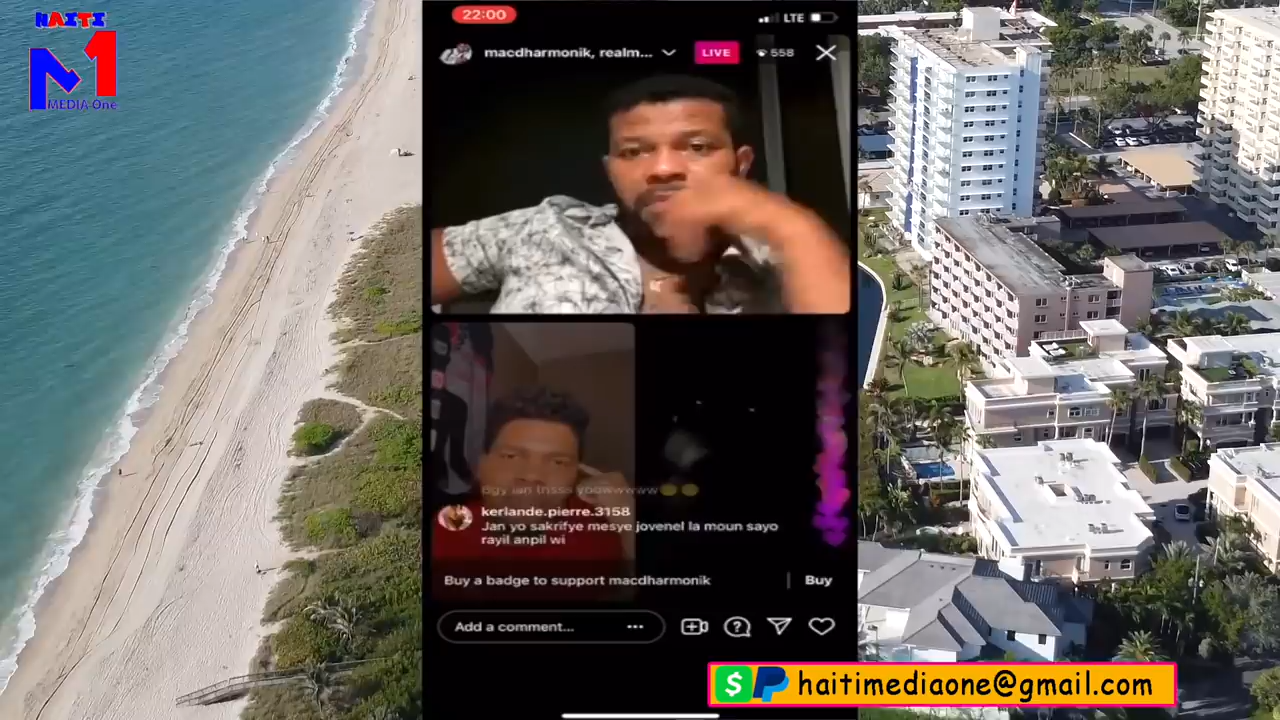 HAITI
M1
MEDIA One
22:00
LTE
macdharmonik, realm...
LIVE
558
kerlande.pierre.3158
Jan yo sakrifye mesye jovenel la moun sayo
rayil anpil wi
Buy a badge to support macdharmonik
Buy
Add a comment...
$
haitimediaone@gmail.com